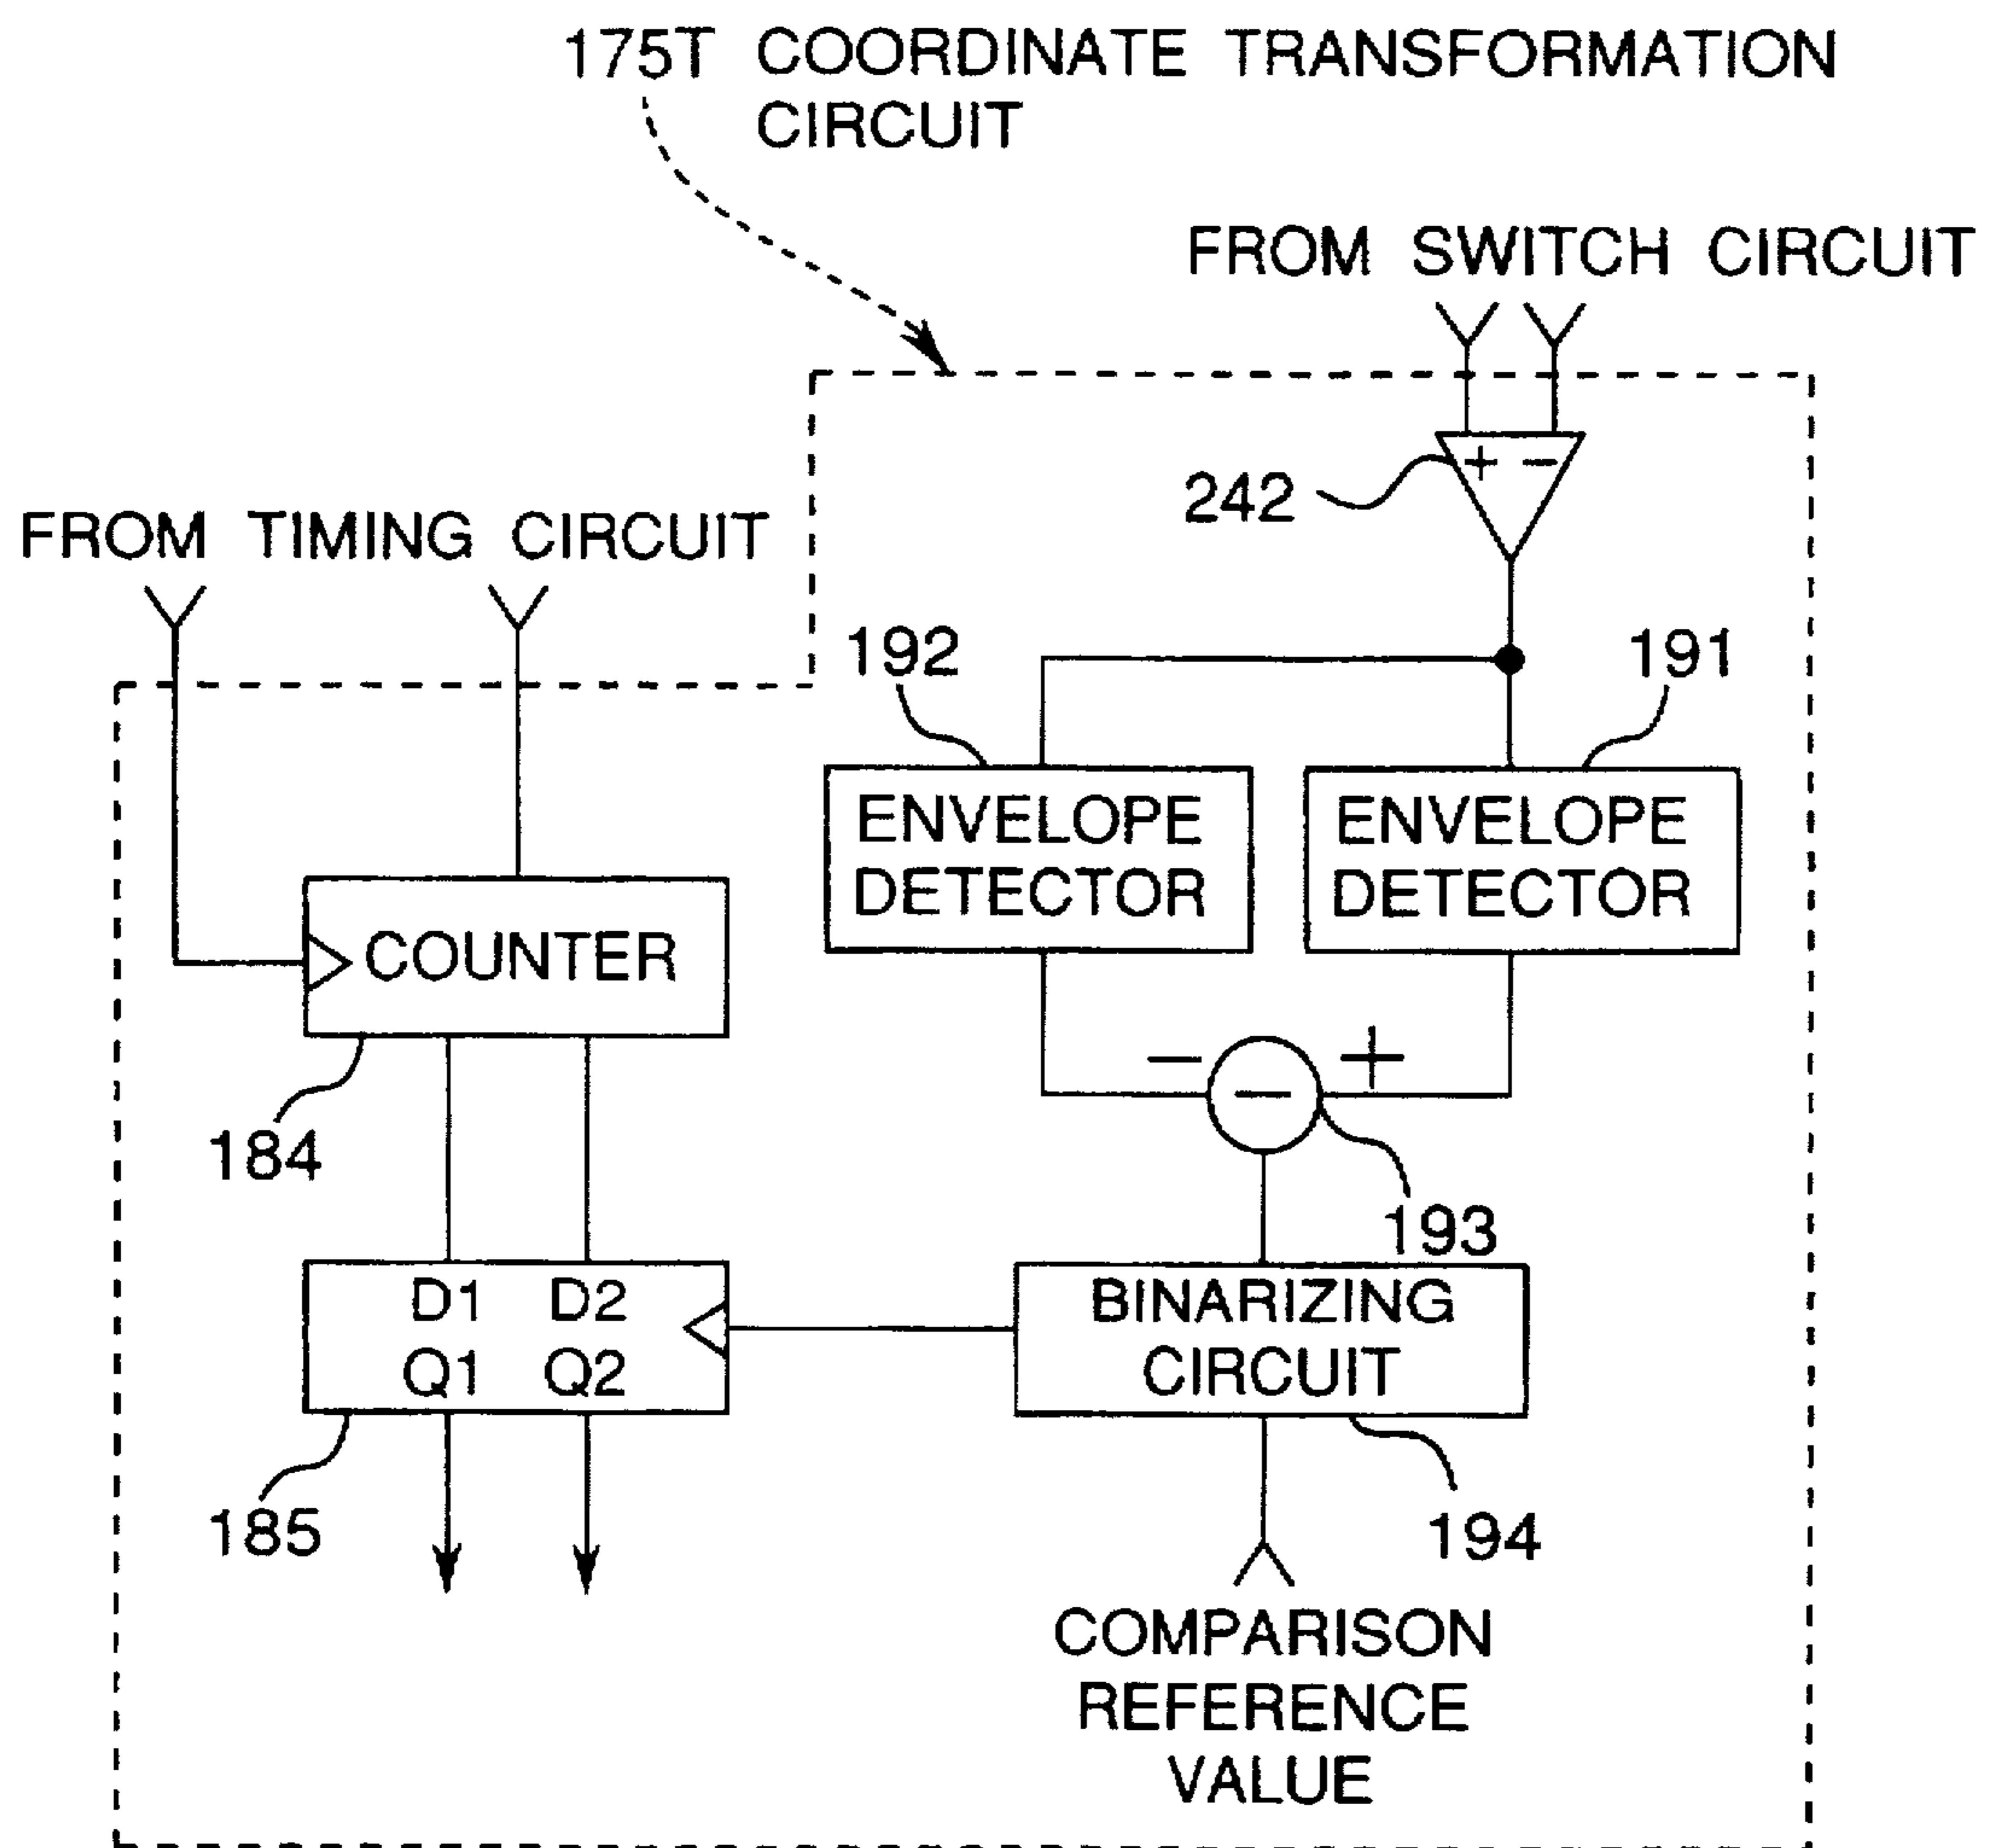 175T COORDINATE TRANSFORMATION
CIRCUIT
FROM SWITCH CIRCUIT
+ −
242
FROM TIMING CIRCUIT
192
191
ENVELOPE
DETECTOR
ENVELOPE
DETECTOR
COUNTER
− − +
184
193
D1 D2
Q1 Q2
BINARIZING
CIRCUIT
185
194
COMPARISON
REFERENCE
VALUE